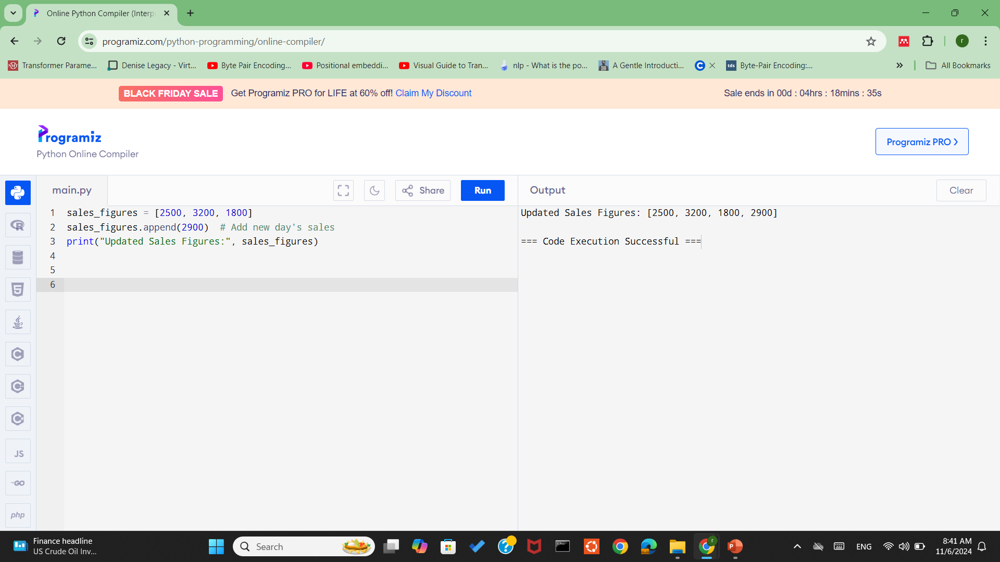 Online Python Compiler (Interp
programiz.com/python-programming/online-compiler/
r
NMT Transformer Parame...
Denise Legacy - Virt...
Byte Pair Encoding...
Positional embeddi...
Visual Guide to Tran...
nlp - What is the po...
A Gentle Introducti...
C
tds Byte-Pair Encoding:...
All Bookmarks
BLACK FRIDAY SALE Get Programiz PRO for LIFE at 60% off! Claim My Discount
Sale ends in 00d : 04hrs : 18mins : 35s
Programiz
Python Online Compiler
Programiz PRO
main.py
Share
Run
Output
Clear
1 sales_figures = [2500, 3200, 1800]
2 sales_figures.append(2900)  # Add new day's sales
3 print("Updated Sales Figures:", sales_figures)
4
5
6
Updated Sales Figures: [2500, 3200, 1800, 2900]
=== Code Execution Successful ===
R
5
C
C
C
JS
GO
php
Finance headline
US Crude Oil Inv...
Search
r
P
ENG
8:41 AM
11/6/2024